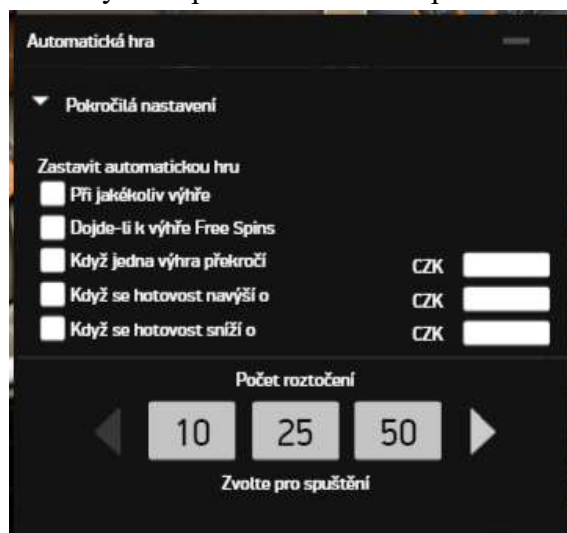 Automatická hra
Pokročilá nastavení
Zastavit automatickou hru
Při jakékoliv výhře
Dojde-li k výhře Free Spins
Když jedna výhra překročí CZK
Když se hotovost navýší o CZK
Když se hotovost sníží o CZK
Počet roztočení
10 25 50
Zvolte pro spuštění